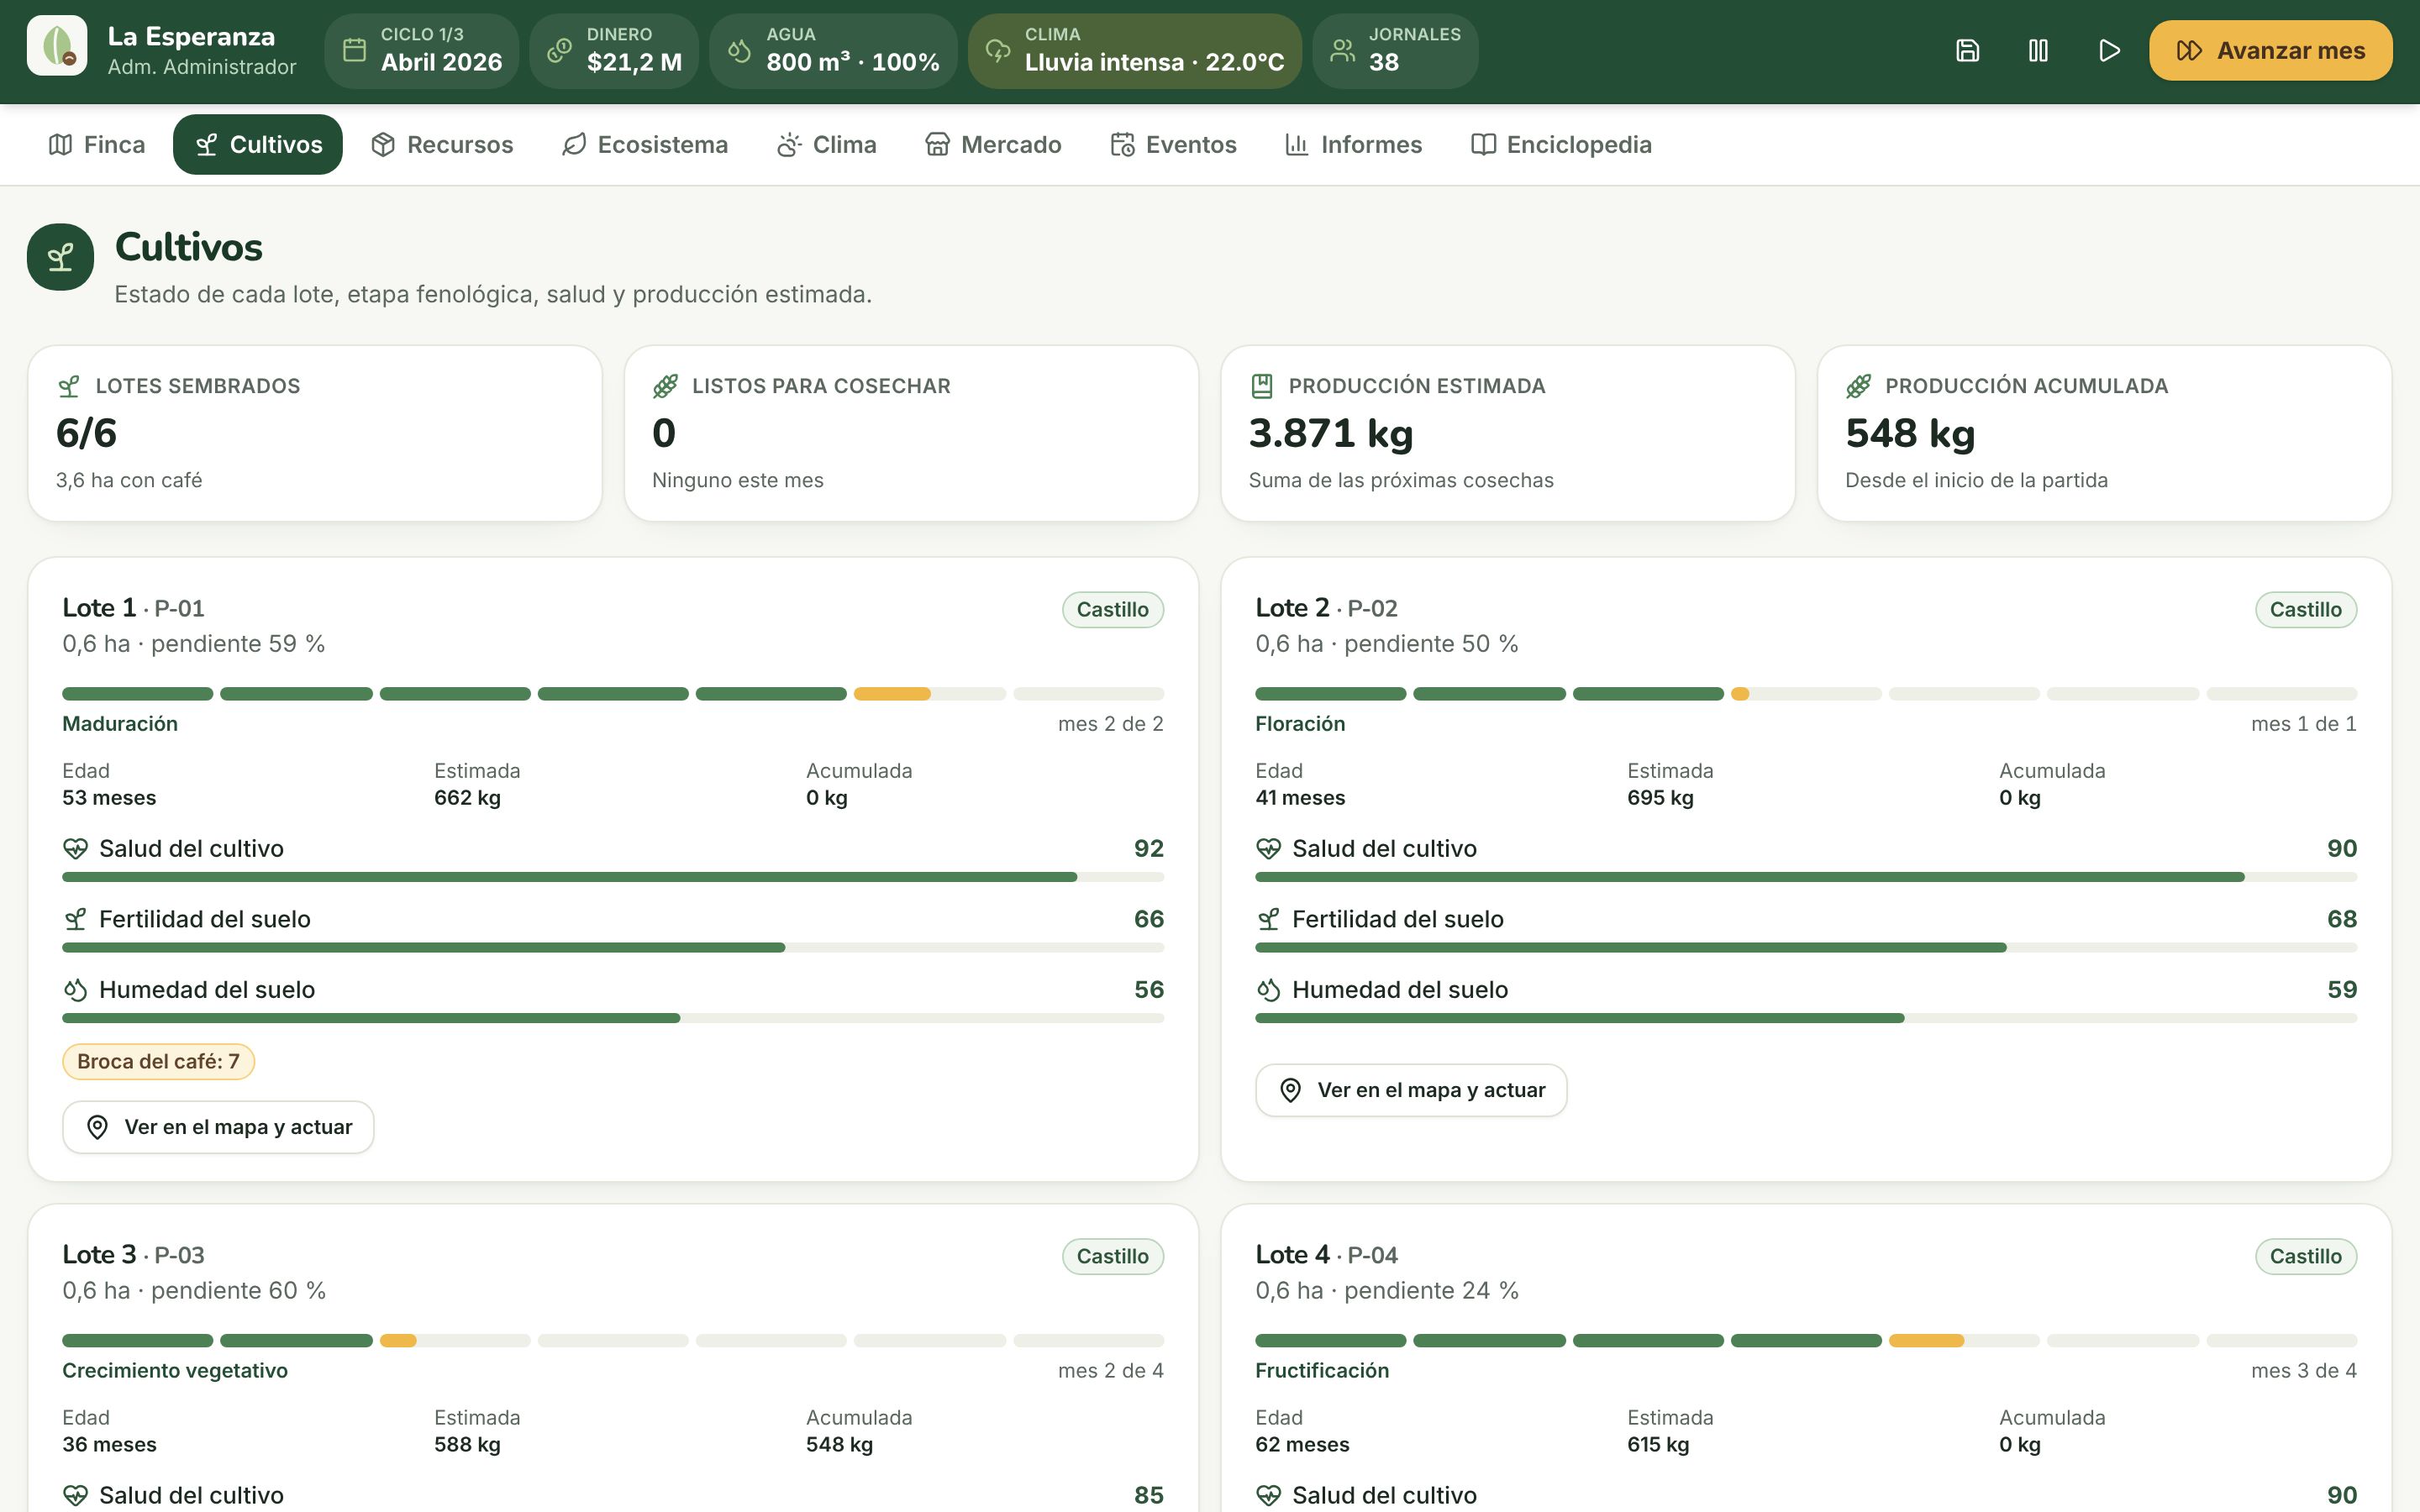 La Esperanza
Adm. Administrador
CICLO 1/3
Abril 2026
DINERO
$21,2 M
AGUA
800 m³ · 100%
CLIMA
Lluvia intensa · 22.0°C
JORNALES
38
Avanzar mes
Finca
Cultivos
Recursos
Ecosistema
Clima
Mercado
Eventos
Informes
Enciclopedia
Cultivos
Estado de cada lote, etapa fenológica, salud y producción estimada.
LOTES SEMBRADOS
6/6
3,6 ha con café
LISTOS PARA COSECHAR
0
Ninguno este mes
PRODUCCIÓN ESTIMADA
3.871 kg
Suma de las próximas cosechas
PRODUCCIÓN ACUMULADA
548 kg
Desde el inicio de la partida
Lote 1 · P-01
Castillo
0,6 ha · pendiente 59 %
Maduración
mes 2 de 2
Edad
53 meses
Estimada
662 kg
Acumulada
0 kg
Salud del cultivo
92
Fertilidad del suelo
66
Humedad del suelo
56
Broca del café: 7
Ver en el mapa y actuar
Lote 2 · P-02
Castillo
0,6 ha · pendiente 50 %
Floración
mes 1 de 1
Edad
41 meses
Estimada
695 kg
Acumulada
0 kg
Salud del cultivo
90
Fertilidad del suelo
68
Humedad del suelo
59
Ver en el mapa y actuar
Lote 3 · P-03
Castillo
0,6 ha · pendiente 60 %
Crecimiento vegetativo
mes 2 de 4
Edad
36 meses
Estimada
588 kg
Acumulada
548 kg
Salud del cultivo
85
Lote 4 · P-04
Castillo
0,6 ha · pendiente 24 %
Fructificación
mes 3 de 4
Edad
62 meses
Estimada
615 kg
Acumulada
0 kg
Salud del cultivo
90